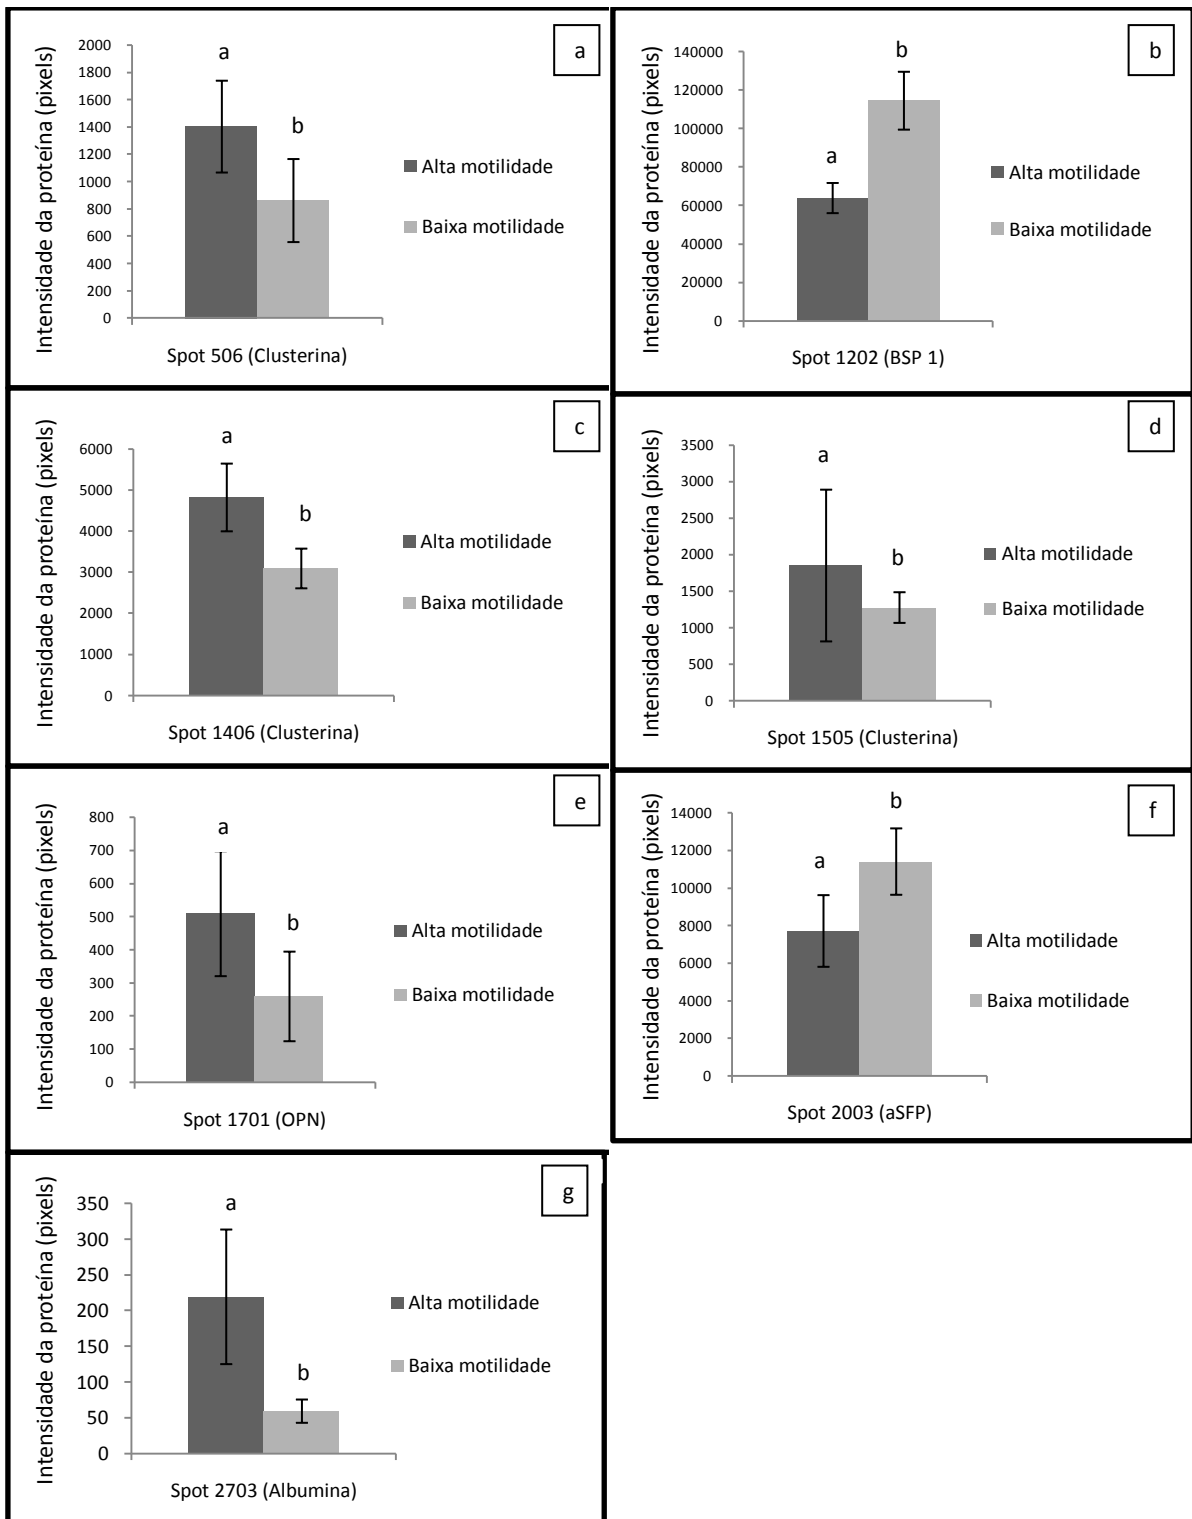 a
Intensidade da proteína (pixels)
2000
1800
1600
1400
1200
1000
800
600
400
200
0
a
b
Alta motilidade
Baixa motilidade
Spot 506 (Clusterina)
b
Intensidade da proteína (pixels)
140000
120000
100000
80000
60000
40000
20000
0
a
b
Alta motilidade
Baixa motilidade
Spot 1202 (BSP 1)
c
Intensidade da proteína (pixels)
6000
5000
4000
3000
2000
1000
0
a
b
Alta motilidade
Baixa motilidade
Spot 1406 (Clusterina)
d
Intensidade da proteína (pixels)
3500
3000
2500
2000
1500
1000
500
0
a
b
Alta motilidade
Baixa motilidade
Spot 1505 (Clusterina)
e
Intensidade da proteína (pixels)
800
700
600
500
400
300
200
100
0
a
b
Alta motilidade
Baixa motilidade
Spot 1701 (OPN)
f
Intensidade da proteína (pixels)
14000
12000
10000
8000
6000
4000
2000
0
a
b
Alta motilidade
Baixa motilidade
Spot 2003 (aSFP)
g
Intensidade da proteína (pixels)
350
300
250
200
150
100
50
0
a
b
Alta motilidade
Baixa motilidade
Spot 2703 (Albumina)